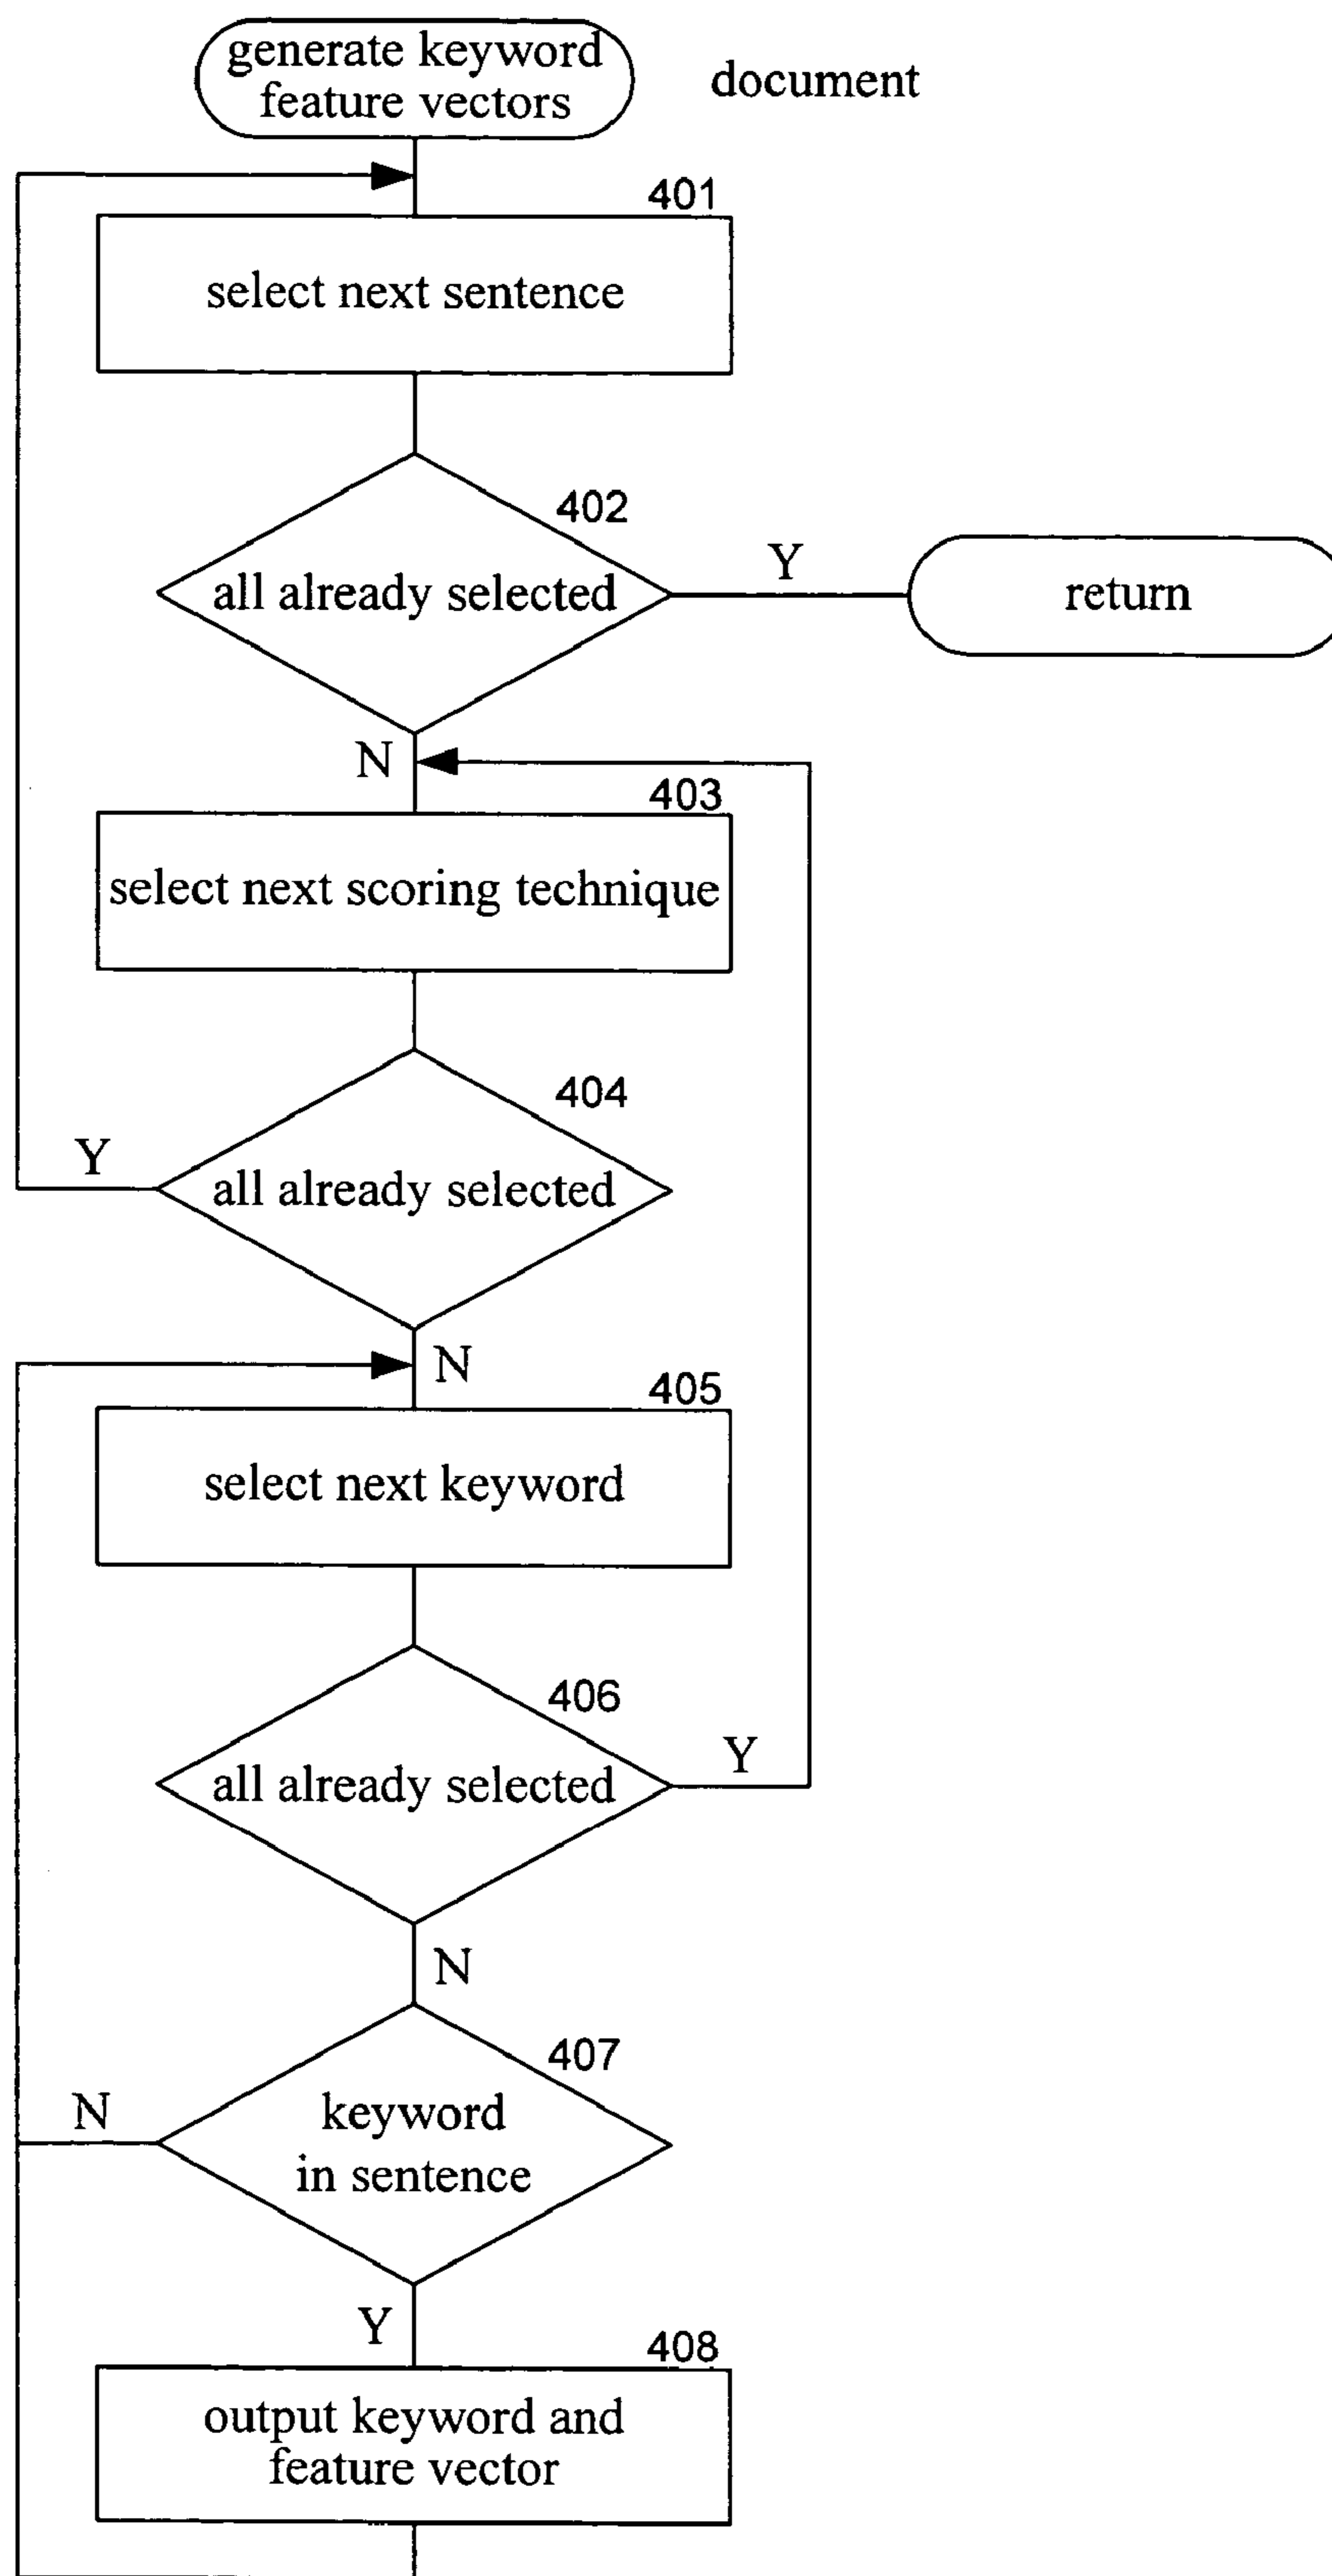 generate keyword
feature vectors
document
401
select next sentence
402
all already selected
Y
return
N
403
select next scoring technique
404
Y
all already selected
N
405
select next keyword
406
all already selected
Y
N
407
N
keyword
in sentence
Y
408
output keyword and
feature vector